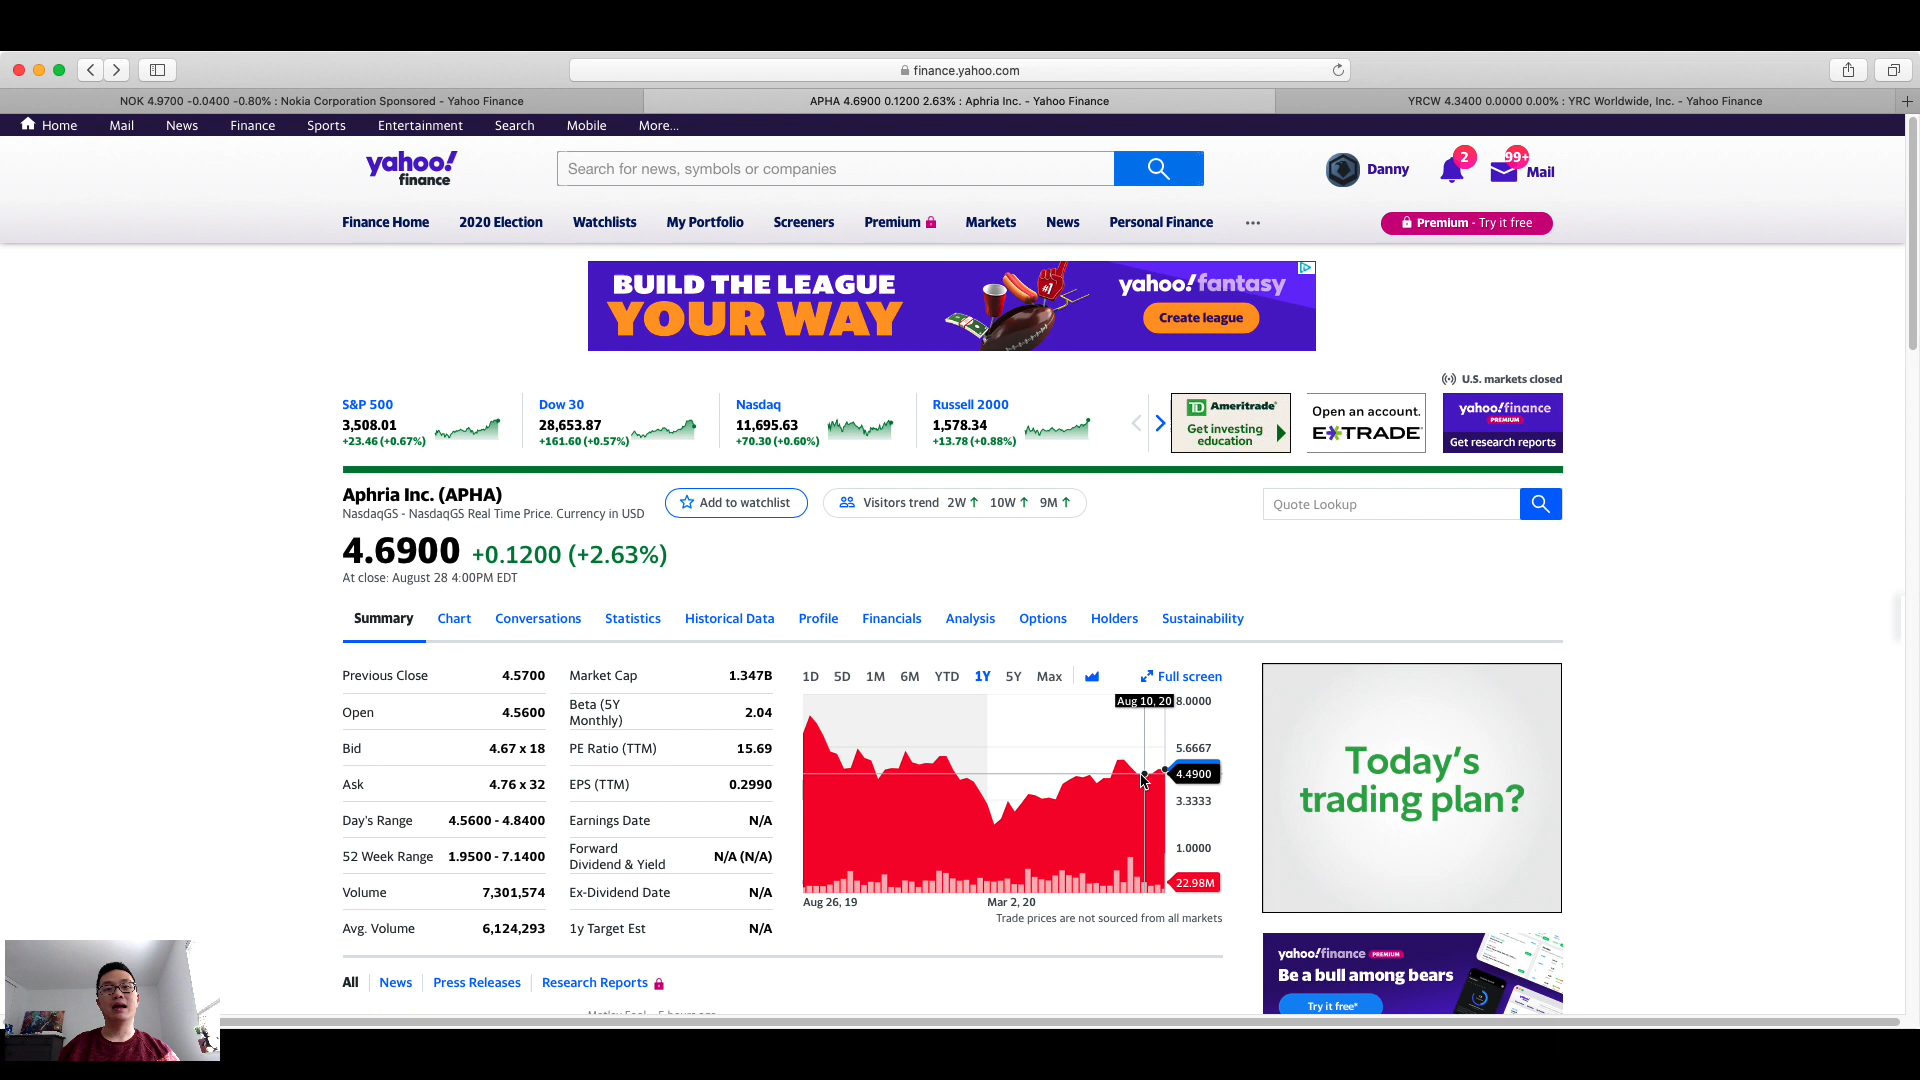 finance.yahoo.com
NOK 4.9700 -0.0400 -0.80% : Nokia Corporation Sponsored - Yahoo Finance
APHA 4.6900 0.1200 2.63% : Aphria Inc. - Yahoo Finance
YRCW 4.3400 0.0000 0.00% : YRC Worldwide, Inc. - Yahoo Finance
Home Mail News Finance Sports Entertainment Search Mobile More...
yahoo!
finance
Search for news, symbols or companies
Danny
2
99+
Mail
Finance Home 2020 Election Watchlists My Portfolio Screeners Premium Markets News Personal Finance ...
Premium - Try it free
BUILD THE LEAGUE
YOUR WAY
#1
yahoo!fantasy
Create league
U.S. markets closed
S&P 500
3,508.01
+23.46 (+0.67%)
Dow 30
28,653.87
+161.60 (+0.57%)
Nasdaq
11,695.63
+70.30 (+0.60%)
Russell 2000
1,578.34
+13.78 (+0.88%)
TD Ameritrade
Get investing
education
Open an account.
E*TRADE
yahoo!finance
PREMIUM
Get research reports
Aphria Inc. (APHA)
NasdaqGS - NasdaqGS Real Time Price. Currency in USD
Add to watchlist
Visitors trend 2W ↑ 10W ↑ 9M ↑
Quote Lookup
4.6900 +0.1200 (+2.63%)
At close: August 28 4:00PM EDT
Summary Chart Conversations Statistics Historical Data Profile Financials Analysis Options Holders Sustainability
Previous Close 4.5700
Open 4.5600
Bid 4.67 x 18
Ask 4.76 x 32
Day's Range 4.5600 - 4.8400
52 Week Range 1.9500 - 7.1400
Volume 7,301,574
Avg. Volume 6,124,293
Market Cap 1.347B
Beta (5Y
Monthly) 2.04
PE Ratio (TTM) 15.69
EPS (TTM) 0.2990
Earnings Date N/A
Forward
Dividend & Yield N/A (N/A)
Ex-Dividend Date N/A
1y Target Est N/A
1D 5D 1M 6M YTD 1Y 5Y Max Full screen
Aug 10, 20
8.0000
5.6667
4.4900
3.3333
1.0000
22.98M
Aug 26, 19 Mar 2, 20
Trade prices are not sourced from all markets
Today's
trading plan?
yahoo!finance PREMIUM
Be a bull among bears
Try it free*
All News Press Releases Research Reports